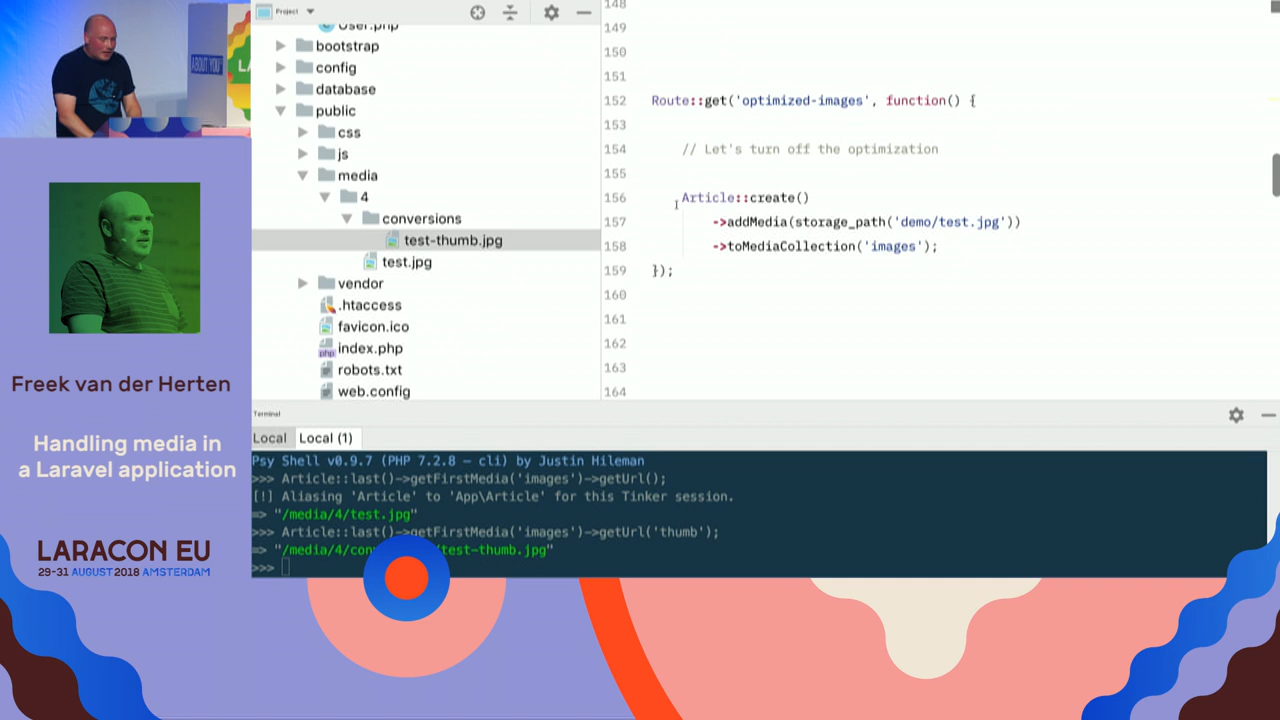 ABOUT YOU
L
Freek van der Herten
Handling media in
a Laravel application
LARACON EU
29-31 AUGUST 2018 AMSTERDAM
Project
User.php
bootstrap
config
database
public
css
js
media
4
conversions
test-thumb.jpg
test.jpg
vendor
.htaccess
favicon.ico
php index.php
robots.txt
web.config
148
149
150
151
152 Route::get('optimized-images', function() {
153
154 // Let's turn off the optimization
155
156 Article::create()
157 ->addMedia(storage_path('demo/test.jpg'))
158 ->toMediaCollection('images');
159 });
160
161
162
163
164
Terminal
Local Local (1)
Psy Shell v0.9.7 (PHP 7.2.8 — cli) by Justin Hileman
>>> Article::last()->getFirstMedia('images')->getUrl();
[!] Aliasing 'Article' to 'App\Article' for this Tinker session.
=> "/media/4/test.jpg"
>>> Article::last()->getFirstMedia('images')->getUrl('thumb');
=> "/media/4/con /test-thumb.jpg"
>>>